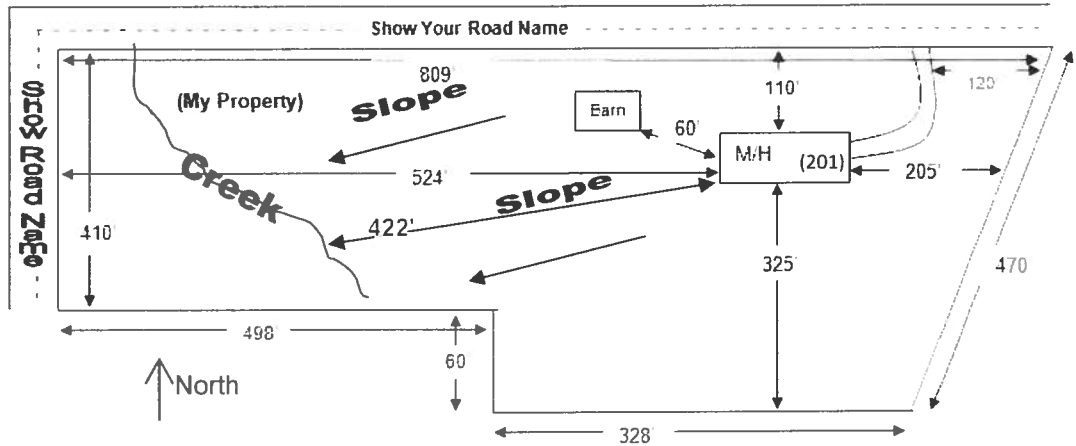 Show Your Road Name
Show Road Name
809'
(My Property)
Slope
110'
120'
Earn
60'
M/H
(201)
Creek
524'
205'
Slope
410'
422'
325'
470
498'
60
North
328'